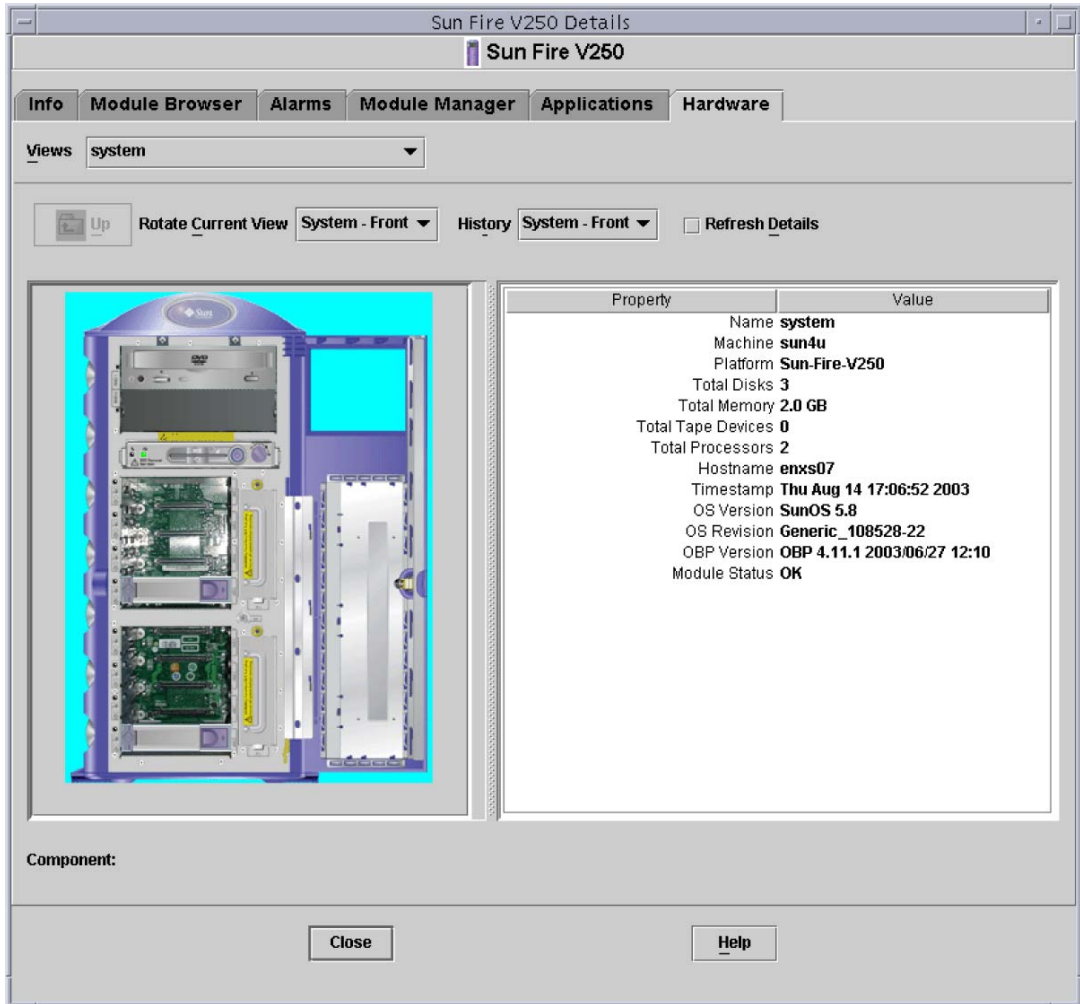 Sun Fire V250 Details
Sun Fire V250
Info Module Browser Alarms Module Manager Applications Hardware
Views system
Up Rotate Current View System - Front History System - Front Refresh Details
Sun
DVD
Property Value
Name system
Machine sun4u
Platform Sun-Fire-V250
Total Disks 3
Total Memory 2.0 GB
Total Tape Devices 0
Total Processors 2
Hostname enxs07
Timestamp Thu Aug 14 17:06:52 2003
OS Version SunOS 5.8
OS Revision Generic_108528-22
OBP Version OBP 4.11.1 2003/06/27 12:10
Module Status OK
Component:
Close Help